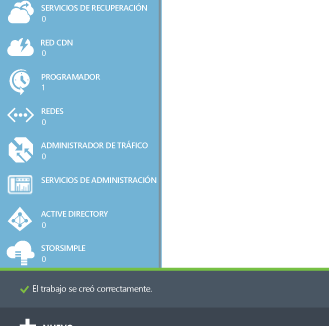 SERVICIOS DE RECUPERACIÓN
0
RED CDN
0
PROGRAMADOR
1
REDES
0
ADMINISTRADOR DE TRÁFICO
0
SERVICIOS DE ADMINISTRACIÓN
ACTIVE DIRECTORY
0
STORSIMPLE
0
El trabajo se creó correctamente.
NUEVO